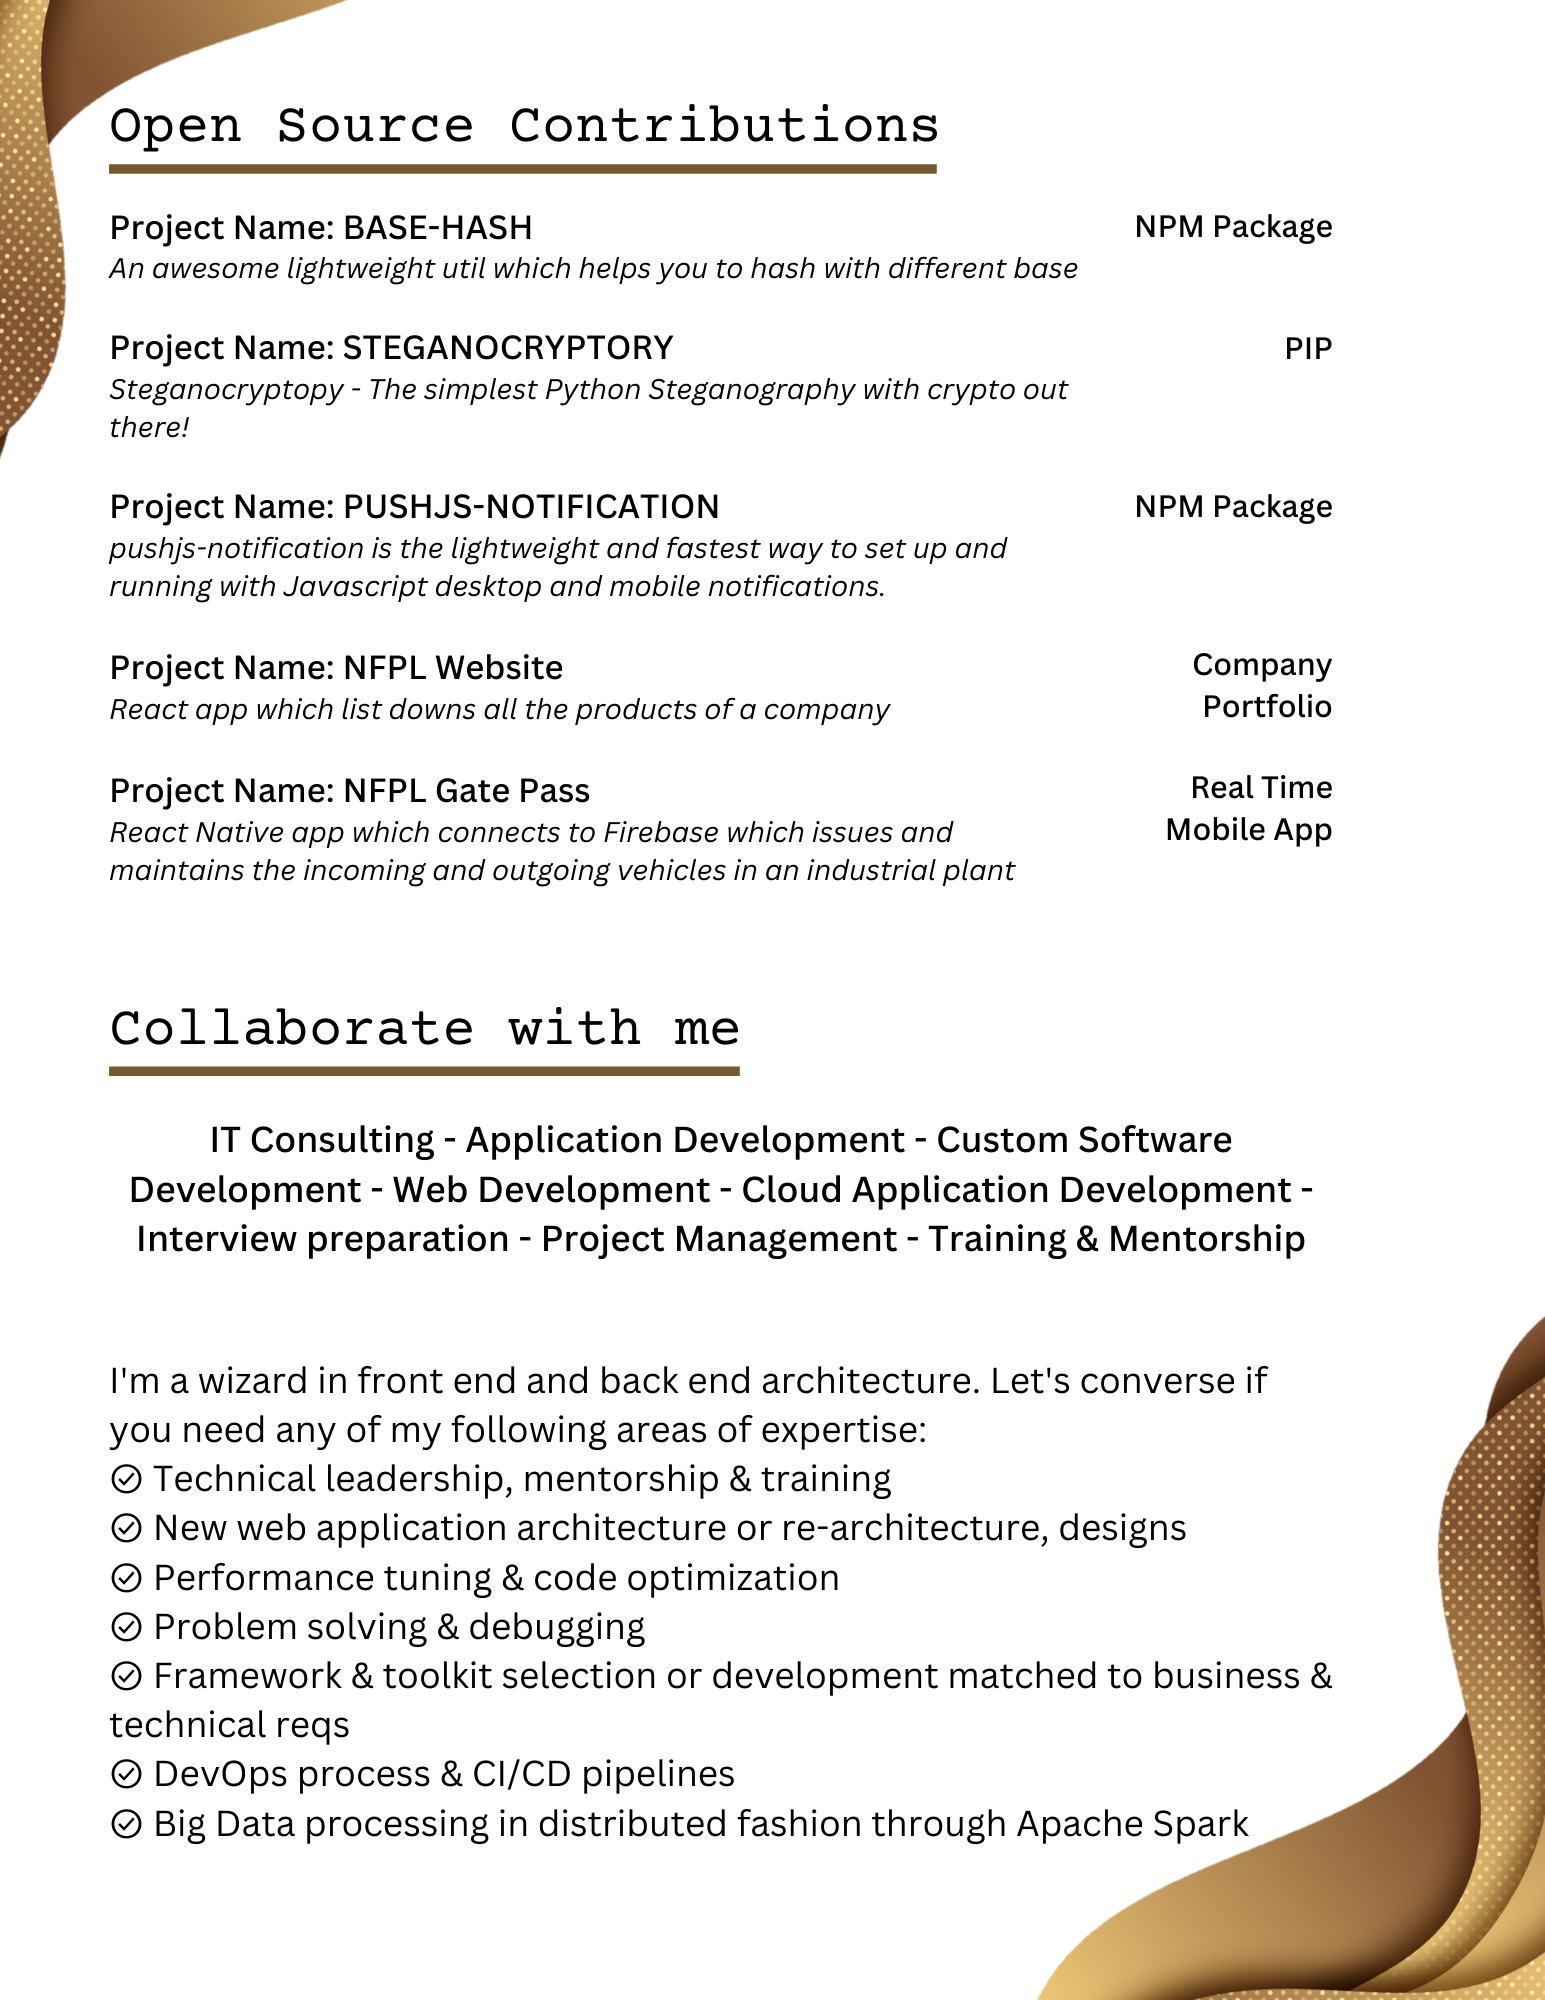 Open Source Contributions
Project Name: BASE-HASH
NPM Package
An awesome lightweight util which helps you to hash with different base
Project Name: STEGANOCRYPTORY
PIP
Steganocryptopy - The simplest Python Steganography with crypto out
there!
Project Name: PUSHJS-NOTIFICATION
NPM Package
pushjs-notification is the lightweight and fastest way to set up and
running with Javascript desktop and mobile notifications.
Project Name: NFPL Website
Company
Portfolio
React app which list downs all the products of a company
Project Name: NFPL Gate Pass
Real Time
Mobile App
React Native app which connects to Firebase which issues and
maintains the incoming and outgoing vehicles in an industrial plant
Collaborate with me
IT Consulting - Application Development - Custom Software
Development - Web Development - Cloud Application Development -
Interview preparation - Project Management - Training & Mentorship
I'm a wizard in front end and back end architecture. Let's converse if
you need any of my following areas of expertise:
Technical leadership, mentorship & training
New web application architecture or re-architecture, designs
Performance tuning & code optimization
Problem solving & debugging
Framework & toolkit selection or development matched to business &
technical reqs
DevOps process & CI/CD pipelines
Big Data processing in distributed fashion through Apache Spark